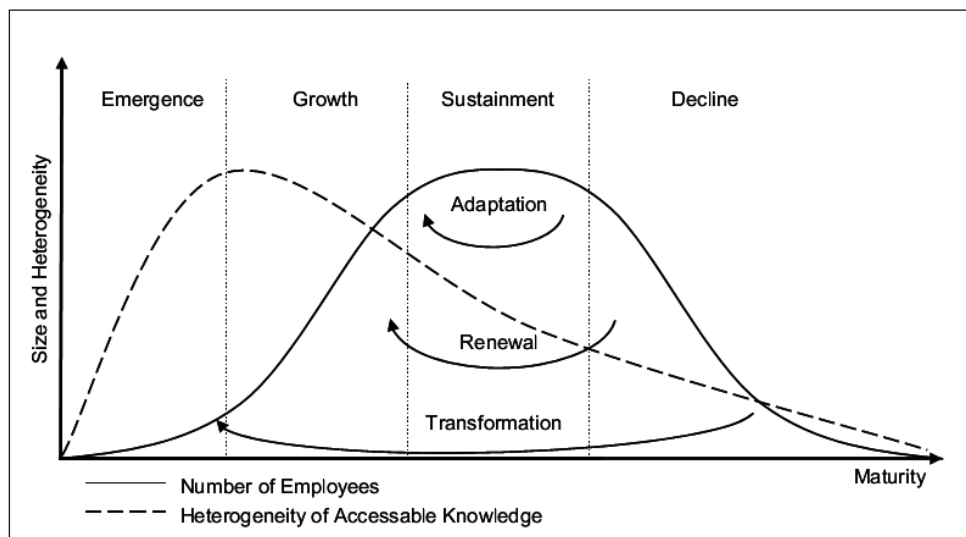 Emergence
Growth
Sustainment
Decline
Size and Heterogeneity
Adaptation
Renewal
Transformation
Maturity
Number of Employees
Heterogeneity of Accessable Knowledge